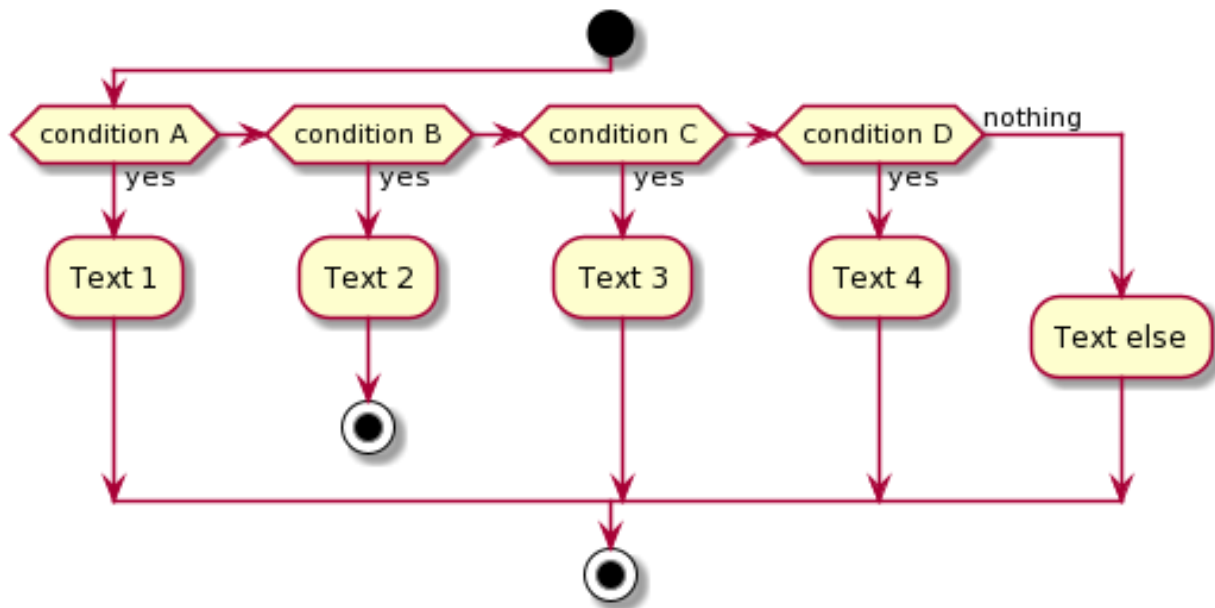 nothing
condition A
condition B
condition C
condition D
yes
yes
yes
yes
Text 1
Text 2
Text 3
Text 4
Text else